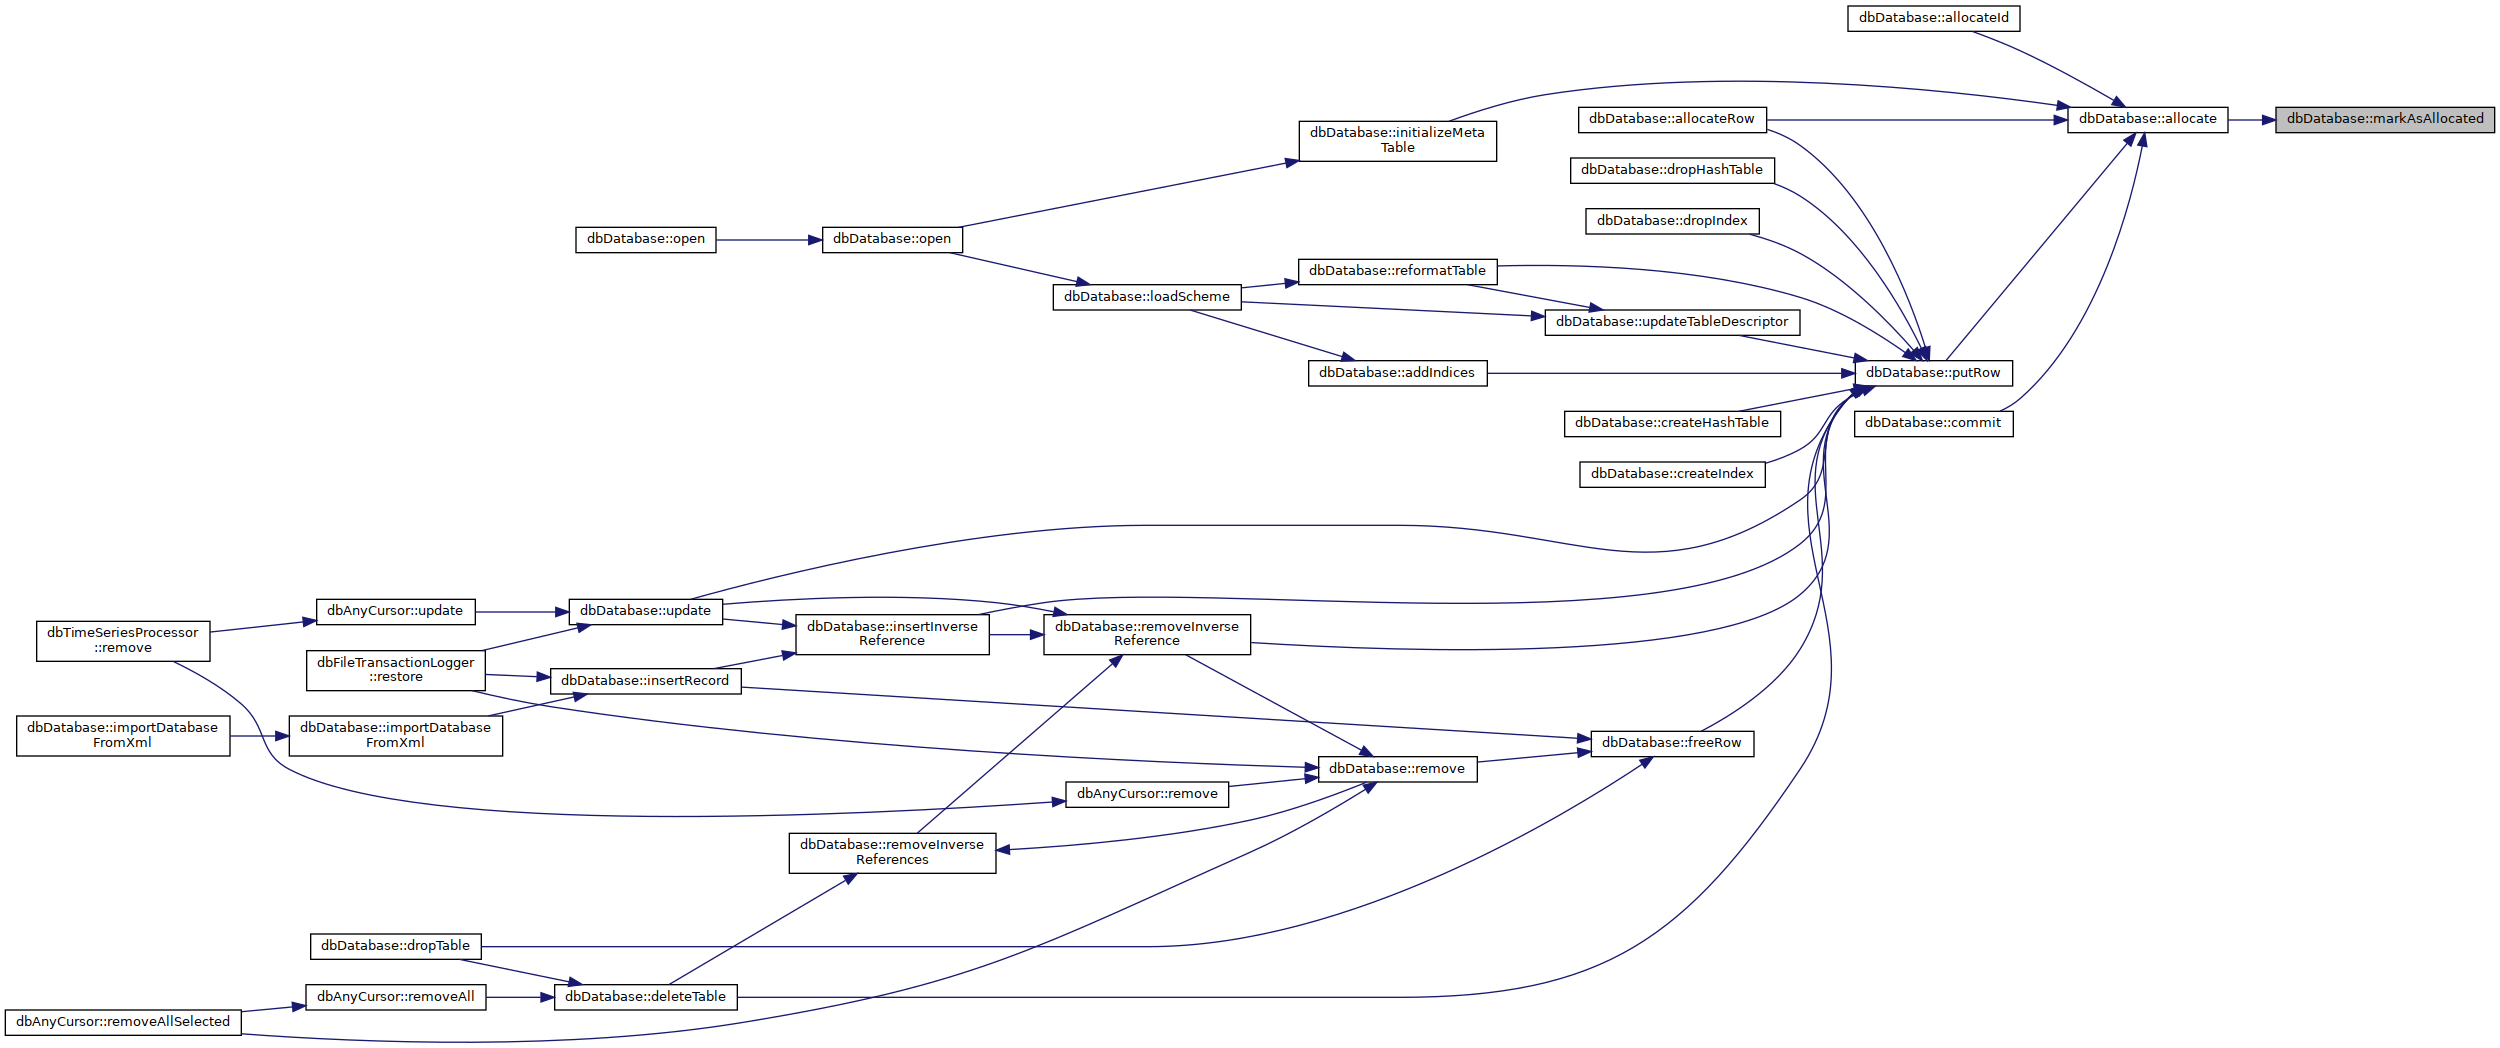 dbDatabase::allocateId
dbDatabase::allocateRow
dbDatabase::allocate
dbDatabase::markAsAllocated
dbDatabase::initializeMeta
Table
dbDatabase::dropHashTable
dbDatabase::dropIndex
dbDatabase::open
dbDatabase::open
dbDatabase::reformatTable
dbDatabase::loadScheme
dbDatabase::updateTableDescriptor
dbDatabase::addIndices
dbDatabase::putRow
dbDatabase::createHashTable
dbDatabase::commit
dbDatabase::createIndex
dbAnyCursor::update
dbDatabase::update
dbTimeSeriesProcessor
::remove
dbDatabase::insertInverse
Reference
dbDatabase::removeInverse
Reference
dbFileTransactionLogger
::restore
dbDatabase::insertRecord
dbDatabase::importDatabase
FromXml
dbDatabase::importDatabase
FromXml
dbDatabase::freeRow
dbDatabase::remove
dbAnyCursor::remove
dbDatabase::removeInverse
References
dbDatabase::dropTable
dbAnyCursor::removeAll
dbDatabase::deleteTable
dbAnyCursor::removeAllSelected